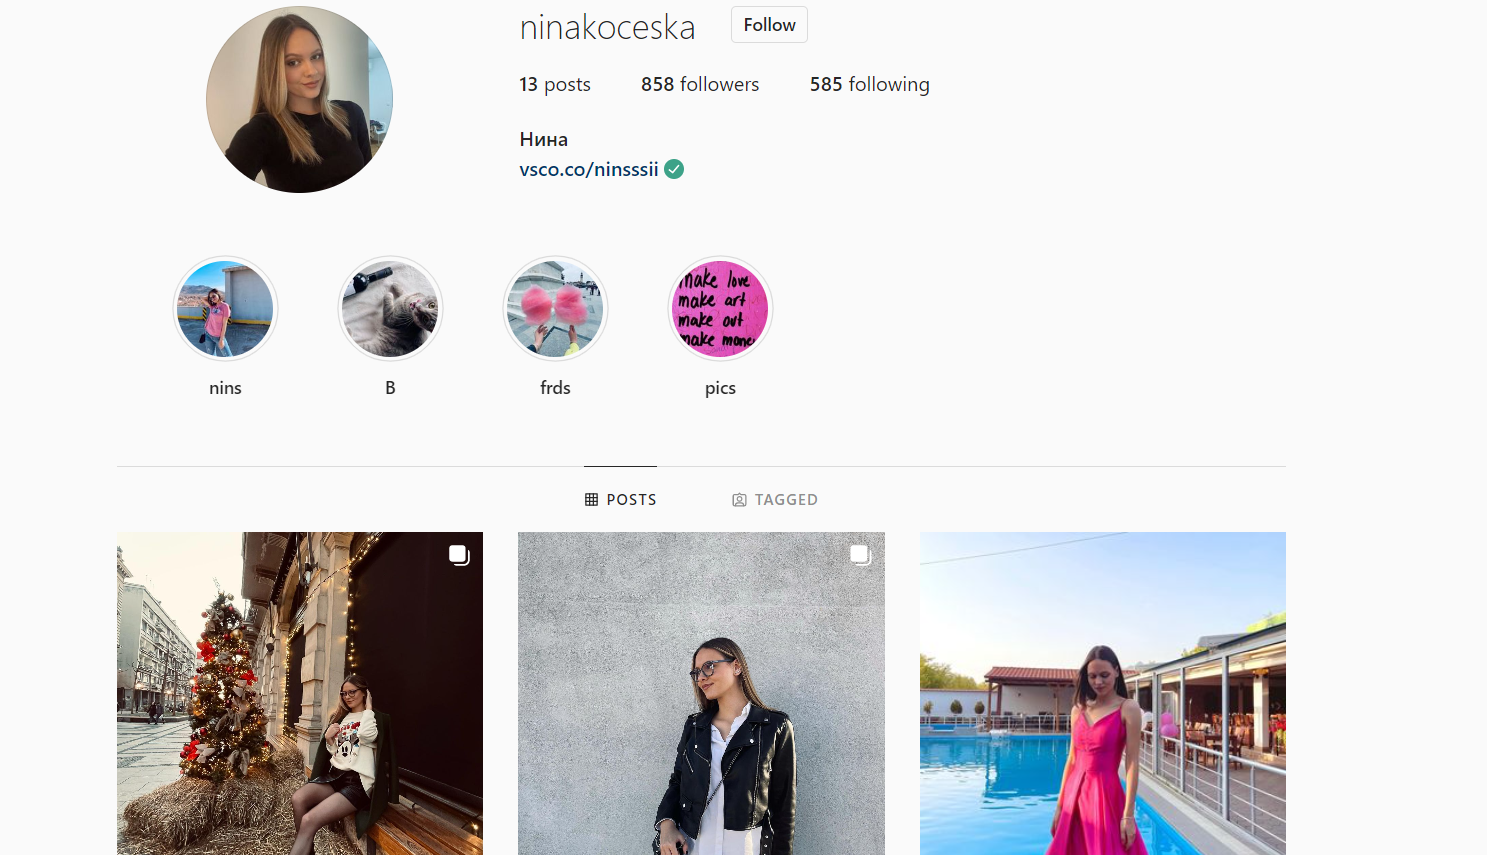 ninakoceska Follow
13 posts 858 followers 585 following
Нина
vsco.co/ninsssii
make love
make art
make out
make money
nins B frds pics
POSTS TAGGED